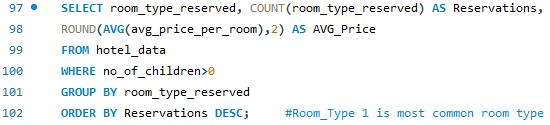 97 SELECT room_type_reserved, COUNT(room_type_reserved) AS Reservations,
98 ROUND(AVG(avg_price_per_room),2) AS AVG_Price
99 FROM hotel_data
100 WHERE no_of_children>0
101 GROUP BY room_type_reserved
102 ORDER BY Reservations DESC; #Room_Type 1 is most common room type